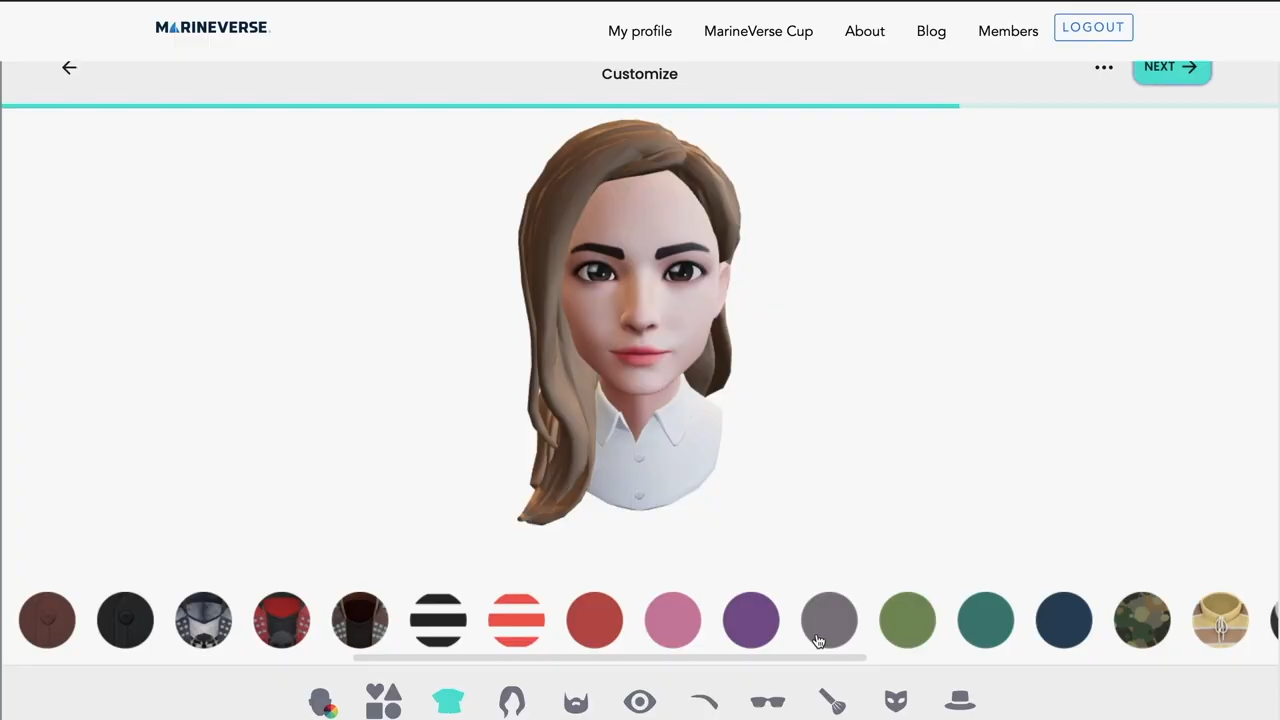 MARINEVERSE
My profile
MarineVerse Cup
About
Blog
Members
LOGOUT
Customize
NEXT